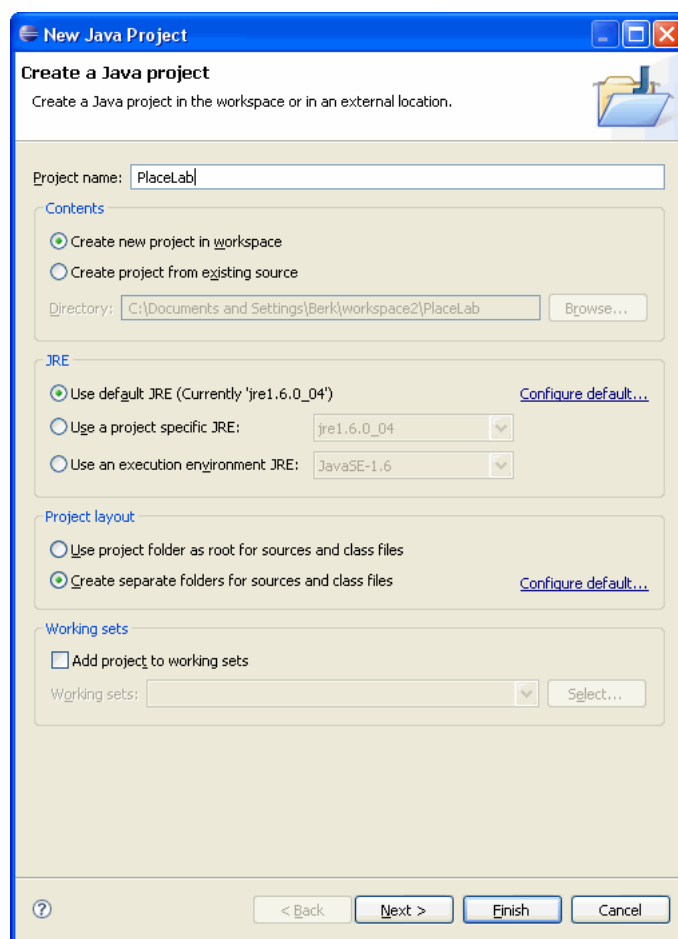 New Java Project
Create a Java project
Create a Java project in the workspace or in an external location.
Project name: PlaceLab
Contents
Create new project in workspace
Create project from existing source
Directory: C:\Documents and Settings\Berk\workspace2\PlaceLab Browse...
JRE
Use default JRE (Currently 'jre1.6.0_04') Configure default...
Use a project specific JRE: jre1.6.0_04
Use an execution environment JRE: JavaSE-1.6
Project layout
Use project folder as root for sources and class files
Create separate folders for sources and class files Configure default...
Working sets
Add project to working sets
Working sets: Select...
? < Back Next > Finish Cancel